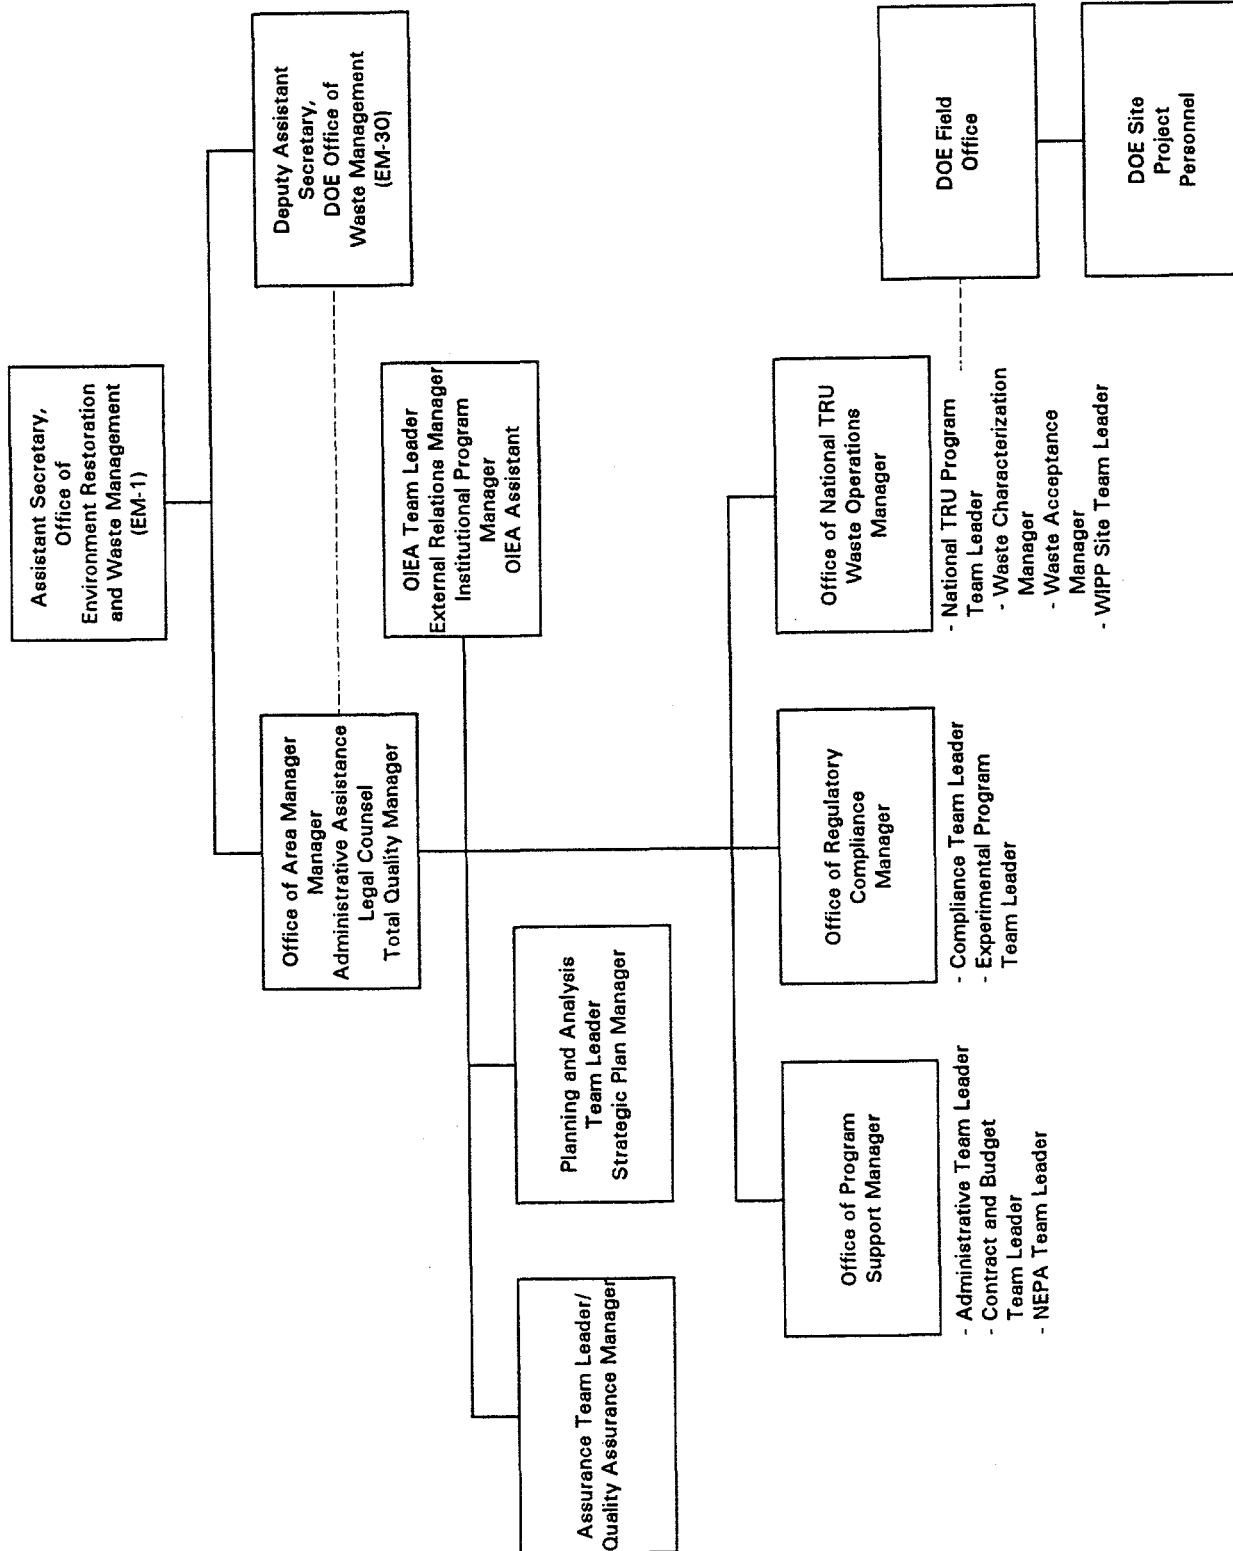 Assistant Secretary,
Office of
Environment Restoration
and Waste Management
(EM-1)
Office of Area Manager
Manager
Administrative Assistance
Legal Counsel
Total Quality Manager
Deputy Assistant
Secretary,
DOE Office of
Waste Management
(EM-30)
OIEA Team Leader
External Relations Manager
Institutional Program
Manager
OIEA Assistant
Assurance Team Leader/
Quality Assurance Manager
Planning and Analysis
Team Leader
Strategic Plan Manager
Office of Program
Support Manager
- Administrative Team Leader
- Contract and Budget
Team Leader
- NEPA Team Leader
Office of Regulatory
Compliance
Manager
- Compliance Team Leader
- Experimental Program
Team Leader
Office of National TRU
Waste Operations
Manager
- National TRU Program
Team Leader
- Waste Characterization
Manager
- Waste Acceptance
Manager
- WIPP Site Team Leader
DOE Field
Office
DOE Site
Project
Personnel